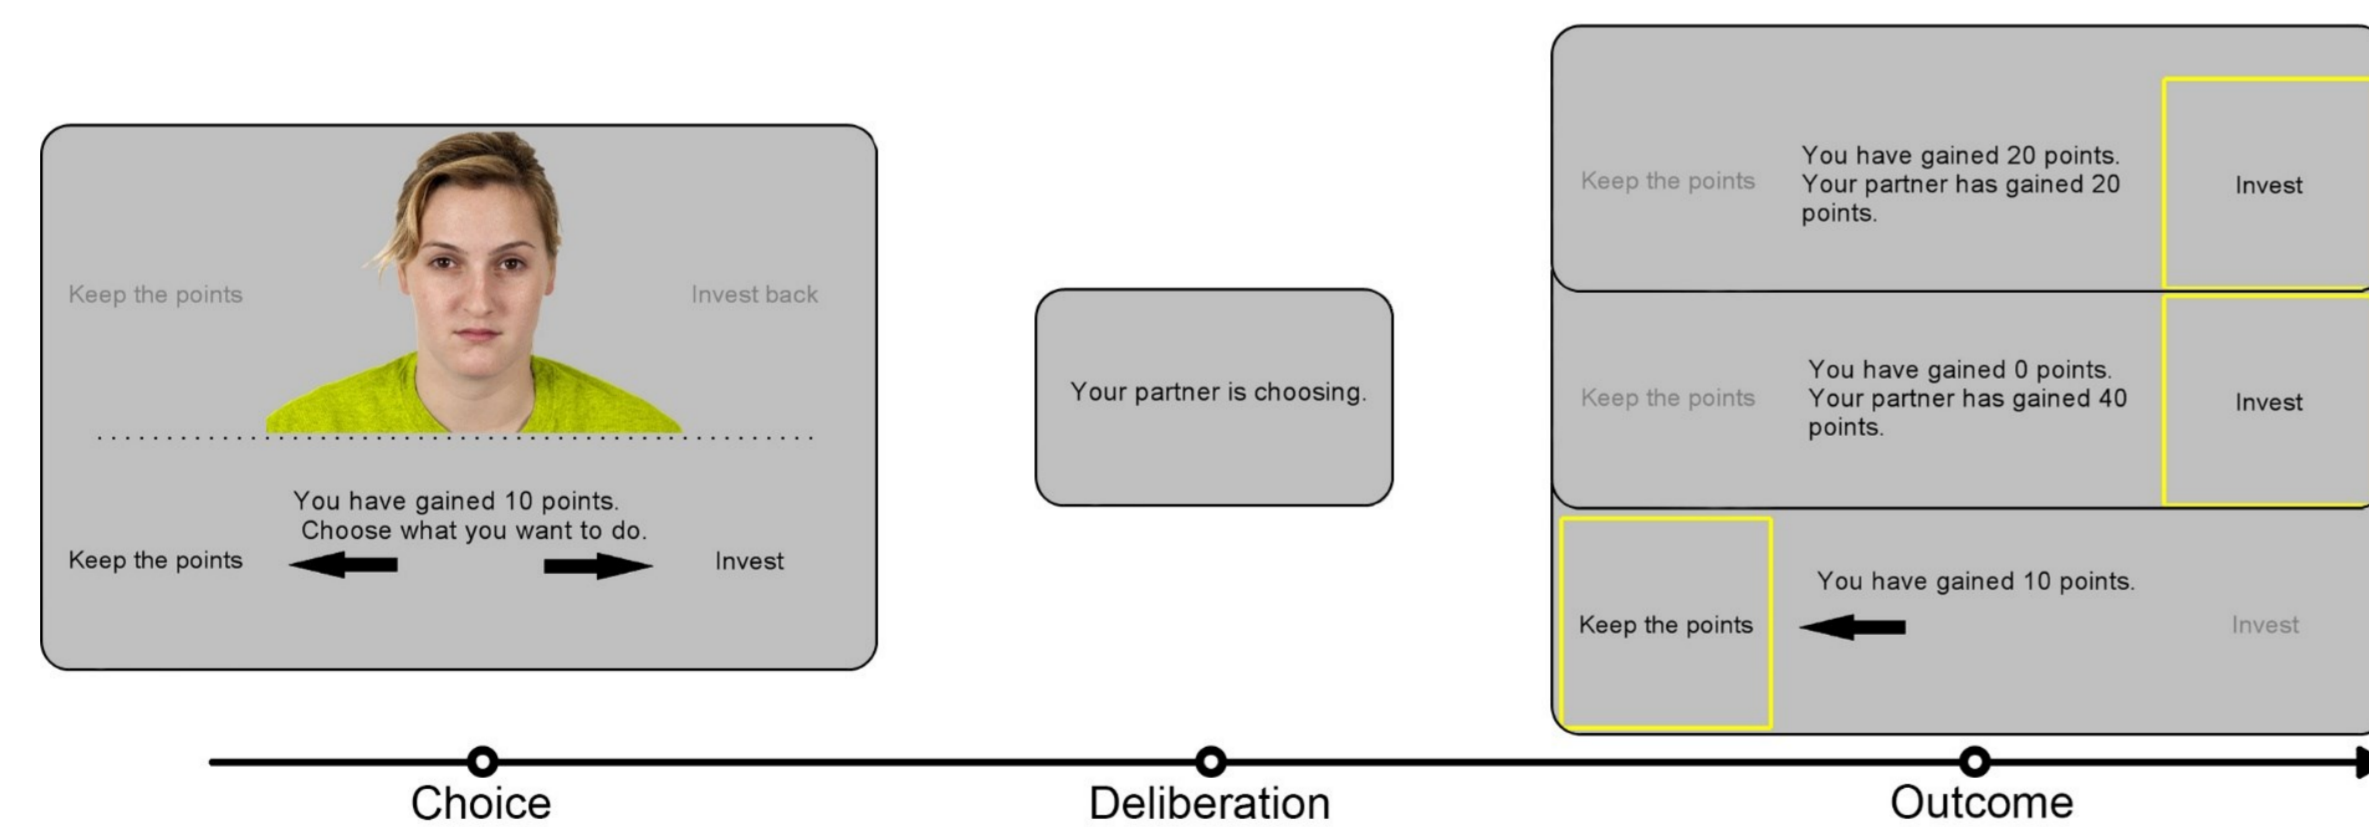 Keep the points
Invest back
You have gained 10 points.
Choose what you want to do.
Keep the points
Invest
Your partner is choosing.
Keep the points
You have gained 20 points.
Your partner has gained 20
points.
Invest
Keep the points
You have gained 0 points.
Your partner has gained 40
points.
Invest
You have gained 10 points.
Keep the points
Invest
Choice
Deliberation
Outcome